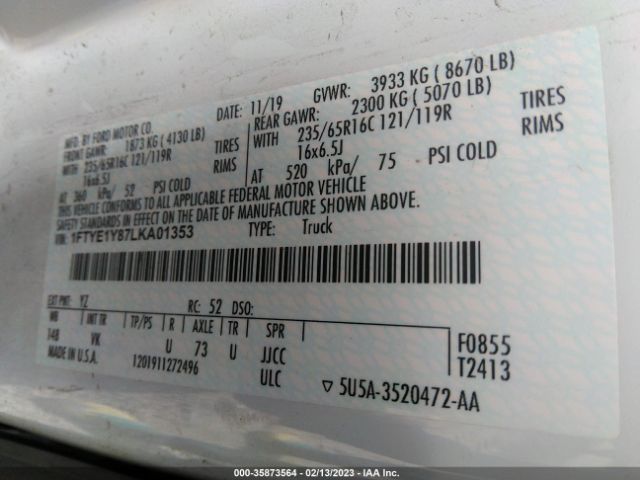 MFD. BY FORD MOTOR CO.
DATE: 11/19 GVWR: 3933 KG ( 8670 LB)
FRONT GAWR: 1873 KG ( 4130 LB)
REAR GAWR: 2300 KG ( 5070 LB)
WITH 235/65R16C 121/119R TIRES
16x6.5J RIMS
AT 360 kPa/ 52 PSI COLD
WITH 235/65R16C 121/119R TIRES
16x6.5J RIMS
AT 520 kPa/ 75 PSI COLD
THIS VEHICLE CONFORMS TO ALL APPLICABLE FEDERAL MOTOR VEHICLE
SAFETY STANDARDS IN EFFECT ON THE DATE OF MANUFACTURE SHOWN ABOVE.
VIN: 1FTYE1Y87LKA01353
TYPE: Truck
EXT PNT: YZ RC: 52 DSO:
WB INT TR TP/PS R AXLE TR SPR
148 VK U 73 U JJCC
ULC
MADE IN U.S.A.
1201911272496
F0855
T2413
▽ 5U5A-3520472-AA
000-35873564 - 02/13/2023 - IAA Inc.